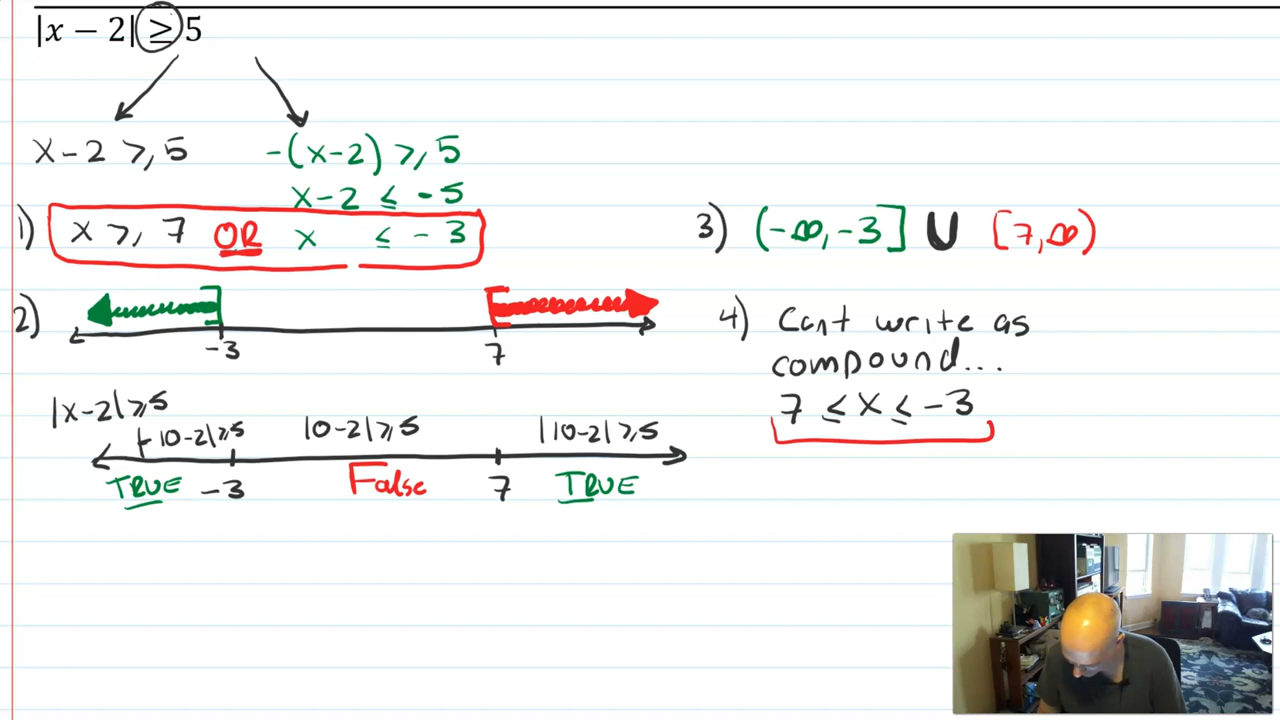 |x − 2| ≥ 5
x-2 ≥ 5 -(x-2) ≥ 5
x-2 ≤ -5
1) x ≥ 7 OR x ≤ -3
2) -3 7
|x-2| ≥ 5
|-10-2| ≥ 5 |0-2| ≥ 5 |10-2| ≥ 5
TRUE -3 False 7 TRUE
3) (-∞,-3] ∪ [7,∞)
4) Cant write as
compound...
7 ≤ x ≤ -3